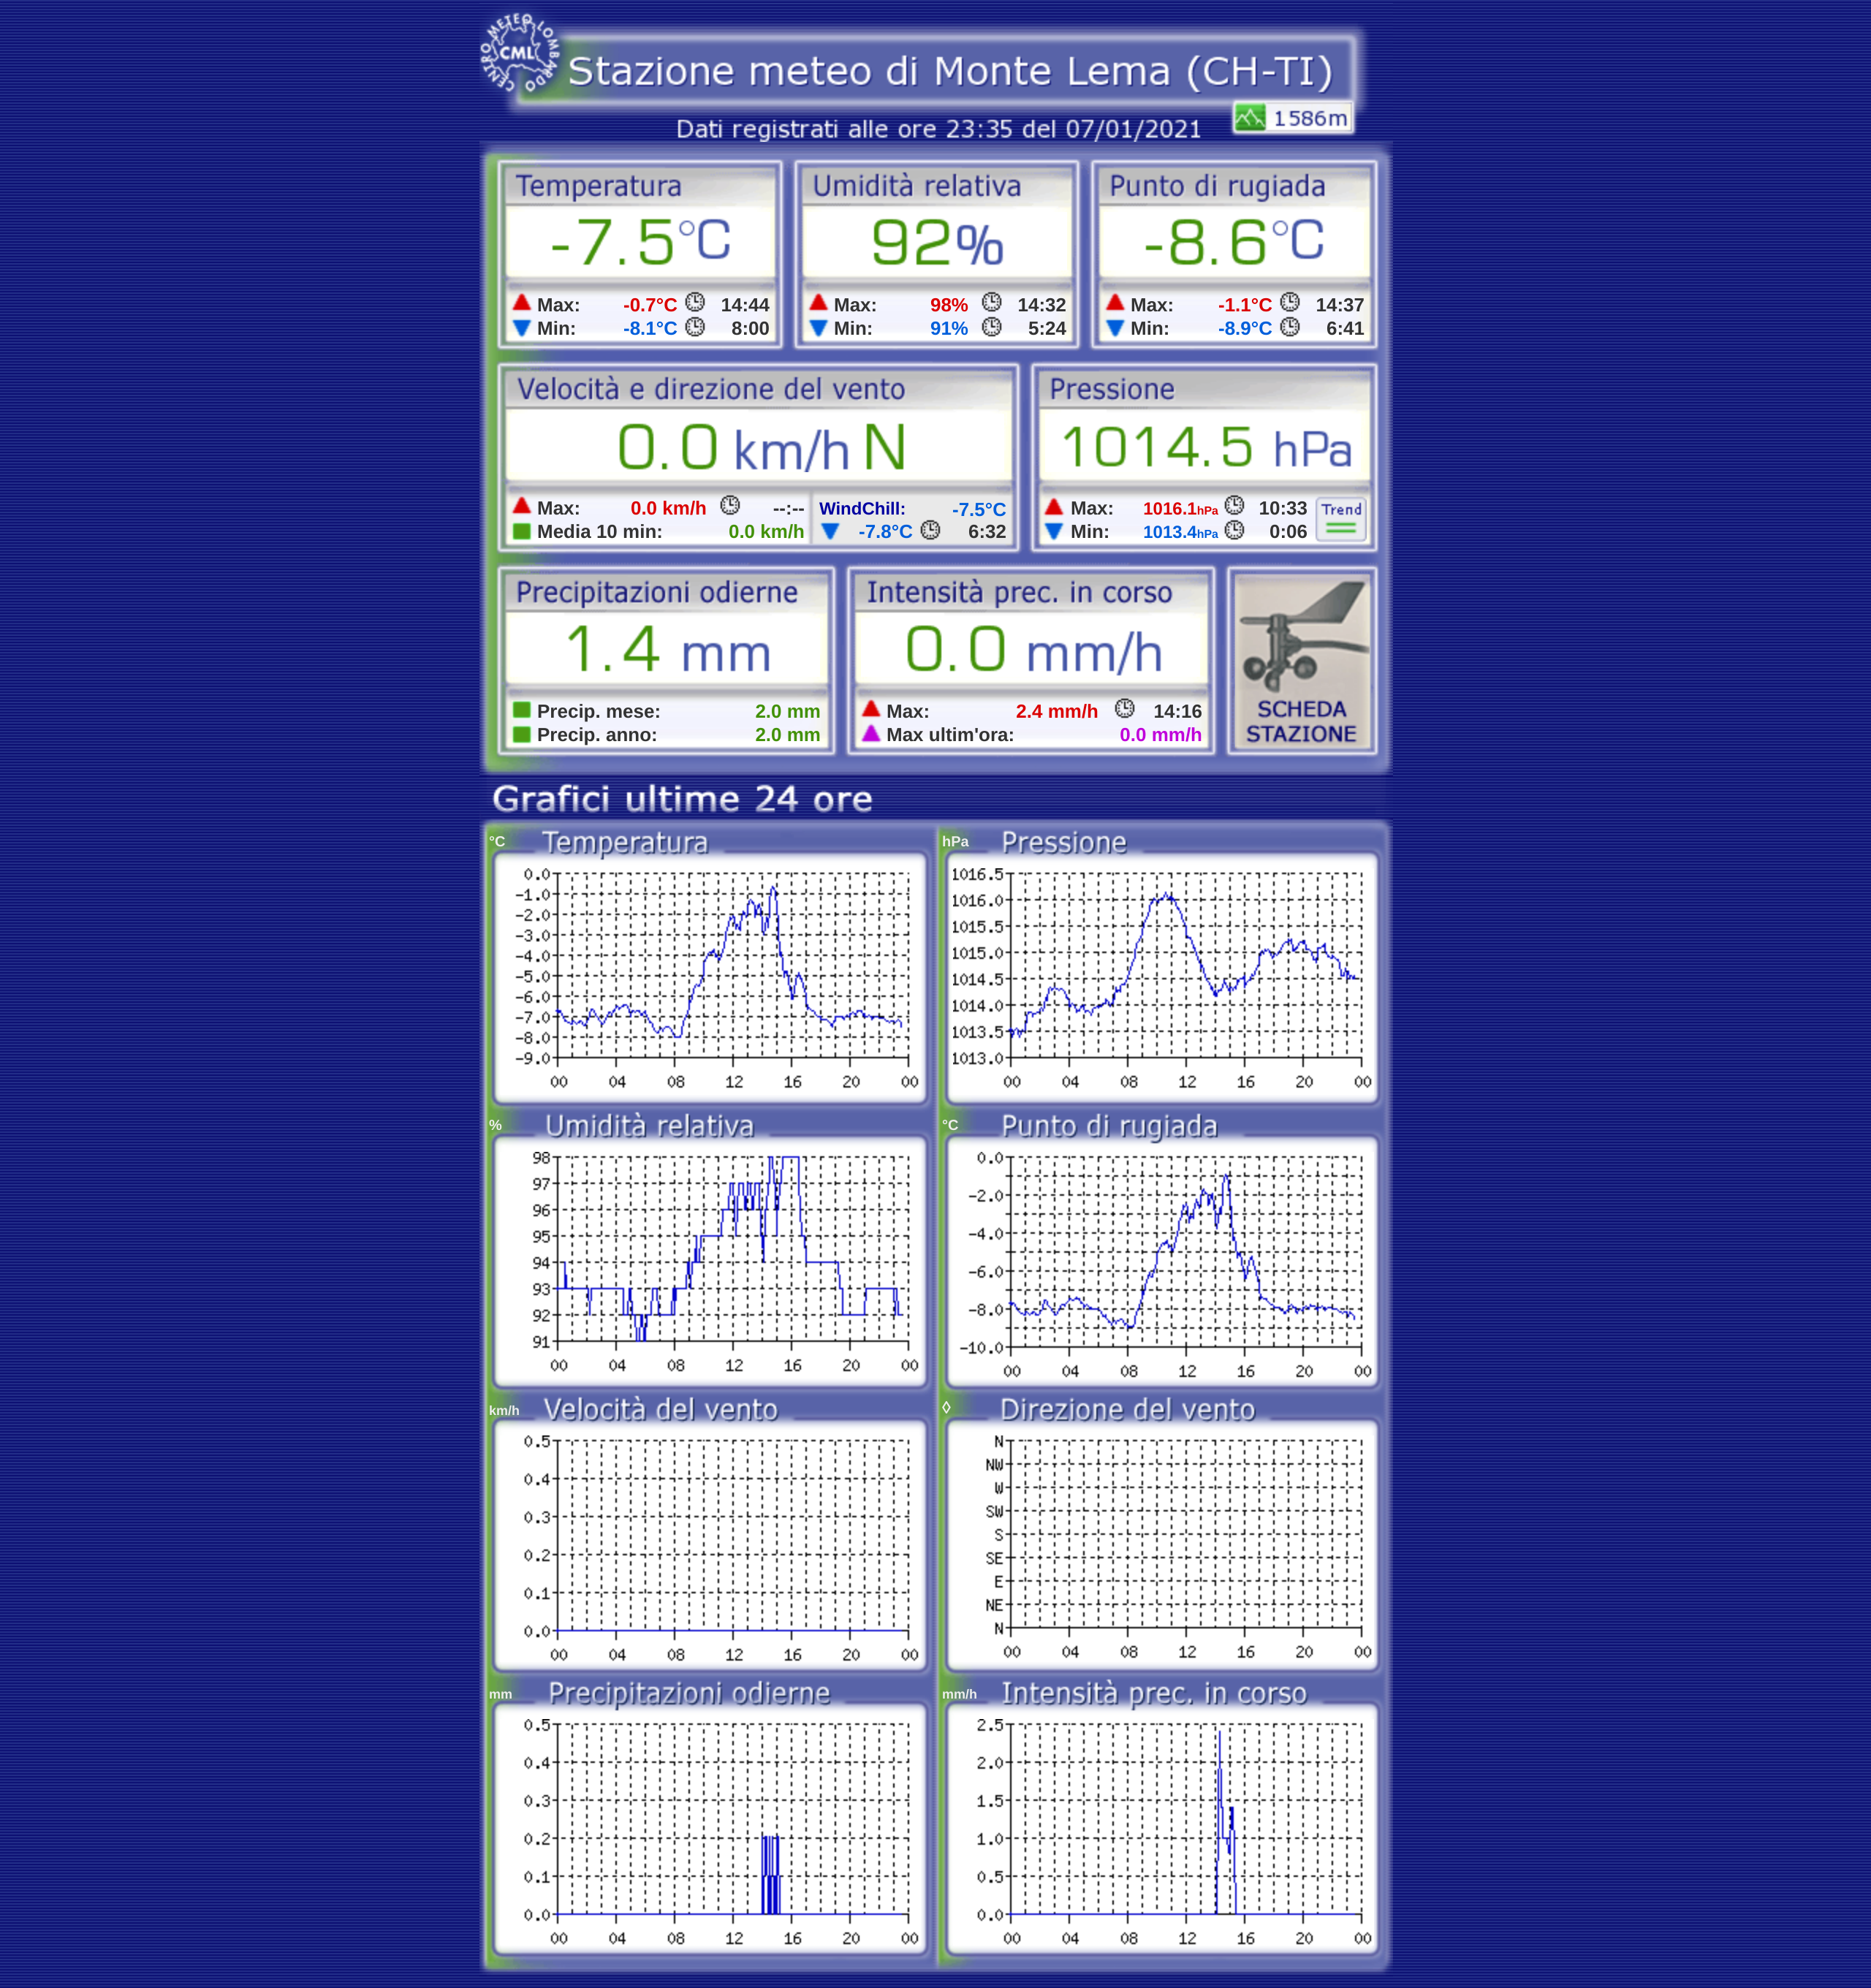 CENTRO METEO LOMBARDO
CML
Stazione meteo di Monte Lema (CH-TI)
1586m
Dati registrati alle ore 23:35 del 07/01/2021
Temperatura Umidità relativa Punto di rugiada
-7.5°C 92% -8.6°C
Max: -0.7°C 14:44 Max: 98% 14:32 Max: -1.1°C 14:37
Min: -8.1°C 8:00 Min: 91% 5:24 Min: -8.9°C 6:41
Velocità e direzione del vento Pressione
0.0 km/h N 1014.5 hPa
Max: 0.0 km/h --:-- WindChill: -7.5°C Max: 1016.1hPa 10:33 Trend
Media 10 min: 0.0 km/h -7.8°C 6:32 Min: 1013.4hPa 0:06
Precipitazioni odierne Intensità prec. in corso
1.4 mm 0.0 mm/h
Precip. mese: 2.0 mm Max: 2.4 mm/h 14:16 SCHEDA
Precip. anno: 2.0 mm Max ultim'ora: 0.0 mm/h STAZIONE
Grafici ultime 24 ore
°C Temperatura
0.0
-1.0
-2.0
-3.0
-4.0
-5.0
-6.0
-7.0
-8.0
-9.0
00 04 08 12 16 20 00
hPa Pressione
1016.5
1016.0
1015.5
1015.0
1014.5
1014.0
1013.5
1013.0
00 04 08 12 16 20 00
% Umidità relativa
98
97
96
95
94
93
92
91
00 04 08 12 16 20 00
°C Punto di rugiada
0.0
-2.0
-4.0
-6.0
-8.0
-10.0
00 04 08 12 16 20 00
km/h Velocità del vento
0.5
0.4
0.3
0.2
0.1
0.0
00 04 08 12 16 20 00
◊ Direzione del vento
N
NW
W
SW
S
SE
E
NE
N
00 04 08 12 16 20 00
mm Precipitazioni odierne
0.5
0.4
0.3
0.2
0.1
0.0
00 04 08 12 16 20 00
mm/h Intensità prec. in corso
2.5
2.0
1.5
1.0
0.5
0.0
00 04 08 12 16 20 00